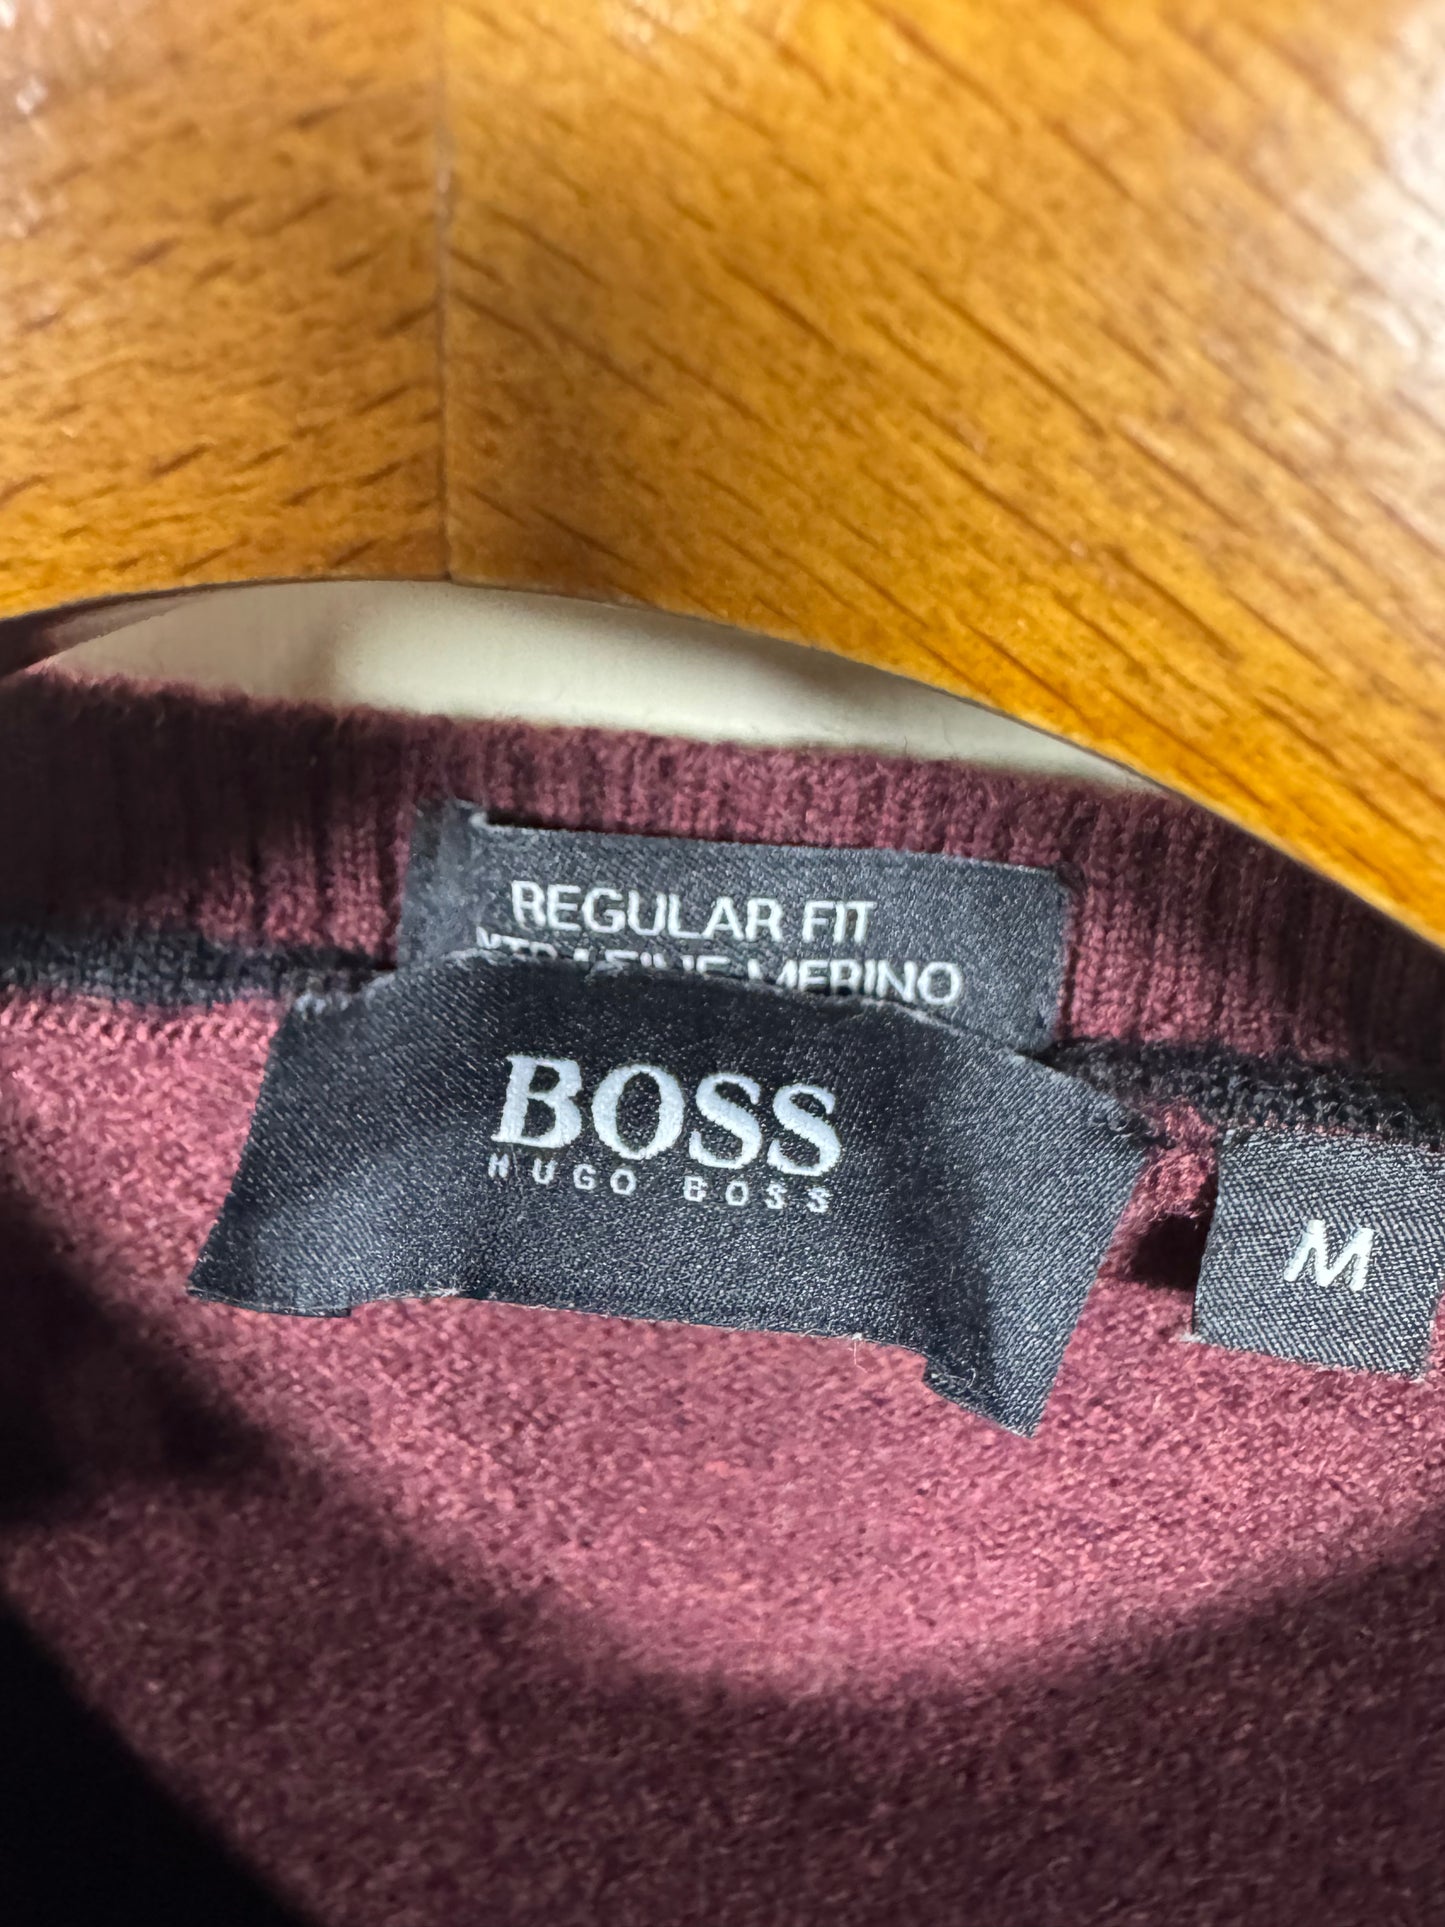 REGULAR FIT
MERINO
BOSS
HUGO BOSS
M